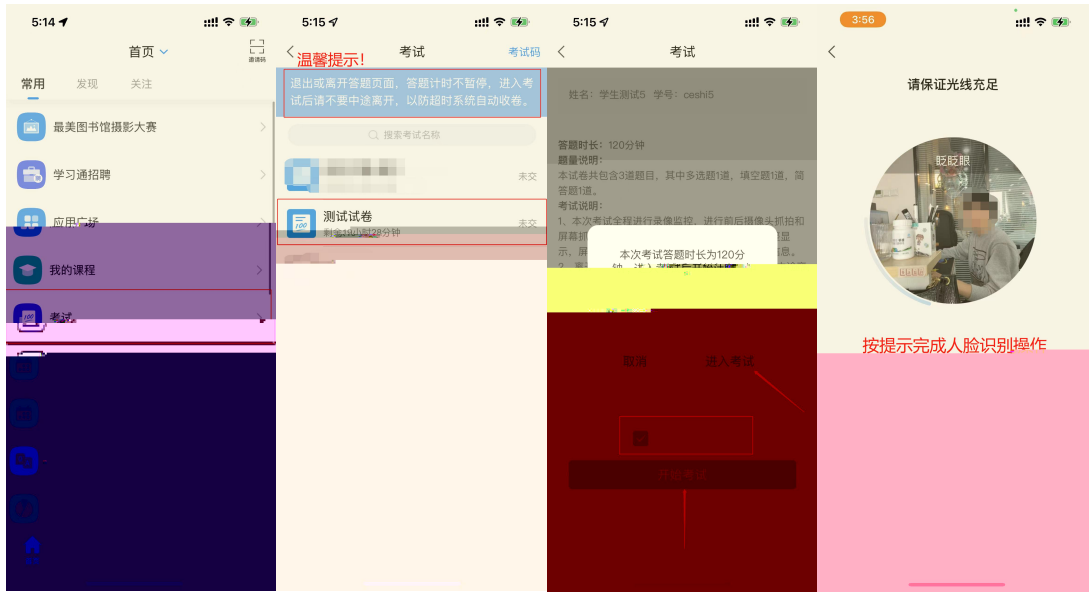 5:14
首页
邀请码
常用 发现 关注
最美图书馆摄影大赛
学习通招聘
应用广场
我的课程
考试
5:15
考试
考试码
温馨提示!
退出或离开答题页面，答题计时不暂停，进入考
试后请不要中途离开，以防超时系统自动收卷。
搜索考试名称
未交
测试试卷
未交
5:15
考试
姓名：学生测试5 学号：ceshi5
答题时长：120分钟
题量说明：
本试卷共包含3道题目，其中多选题1道，填空题1道，简
答题1道。
考试说明：
1、本次考试全程进行录像监控，进行前后摄像头抓拍和
本次考试答题时长为120分
取消 进入考试
开始考试
3:56
请保证光线充足
眨眨眼
按提示完成人脸识别操作